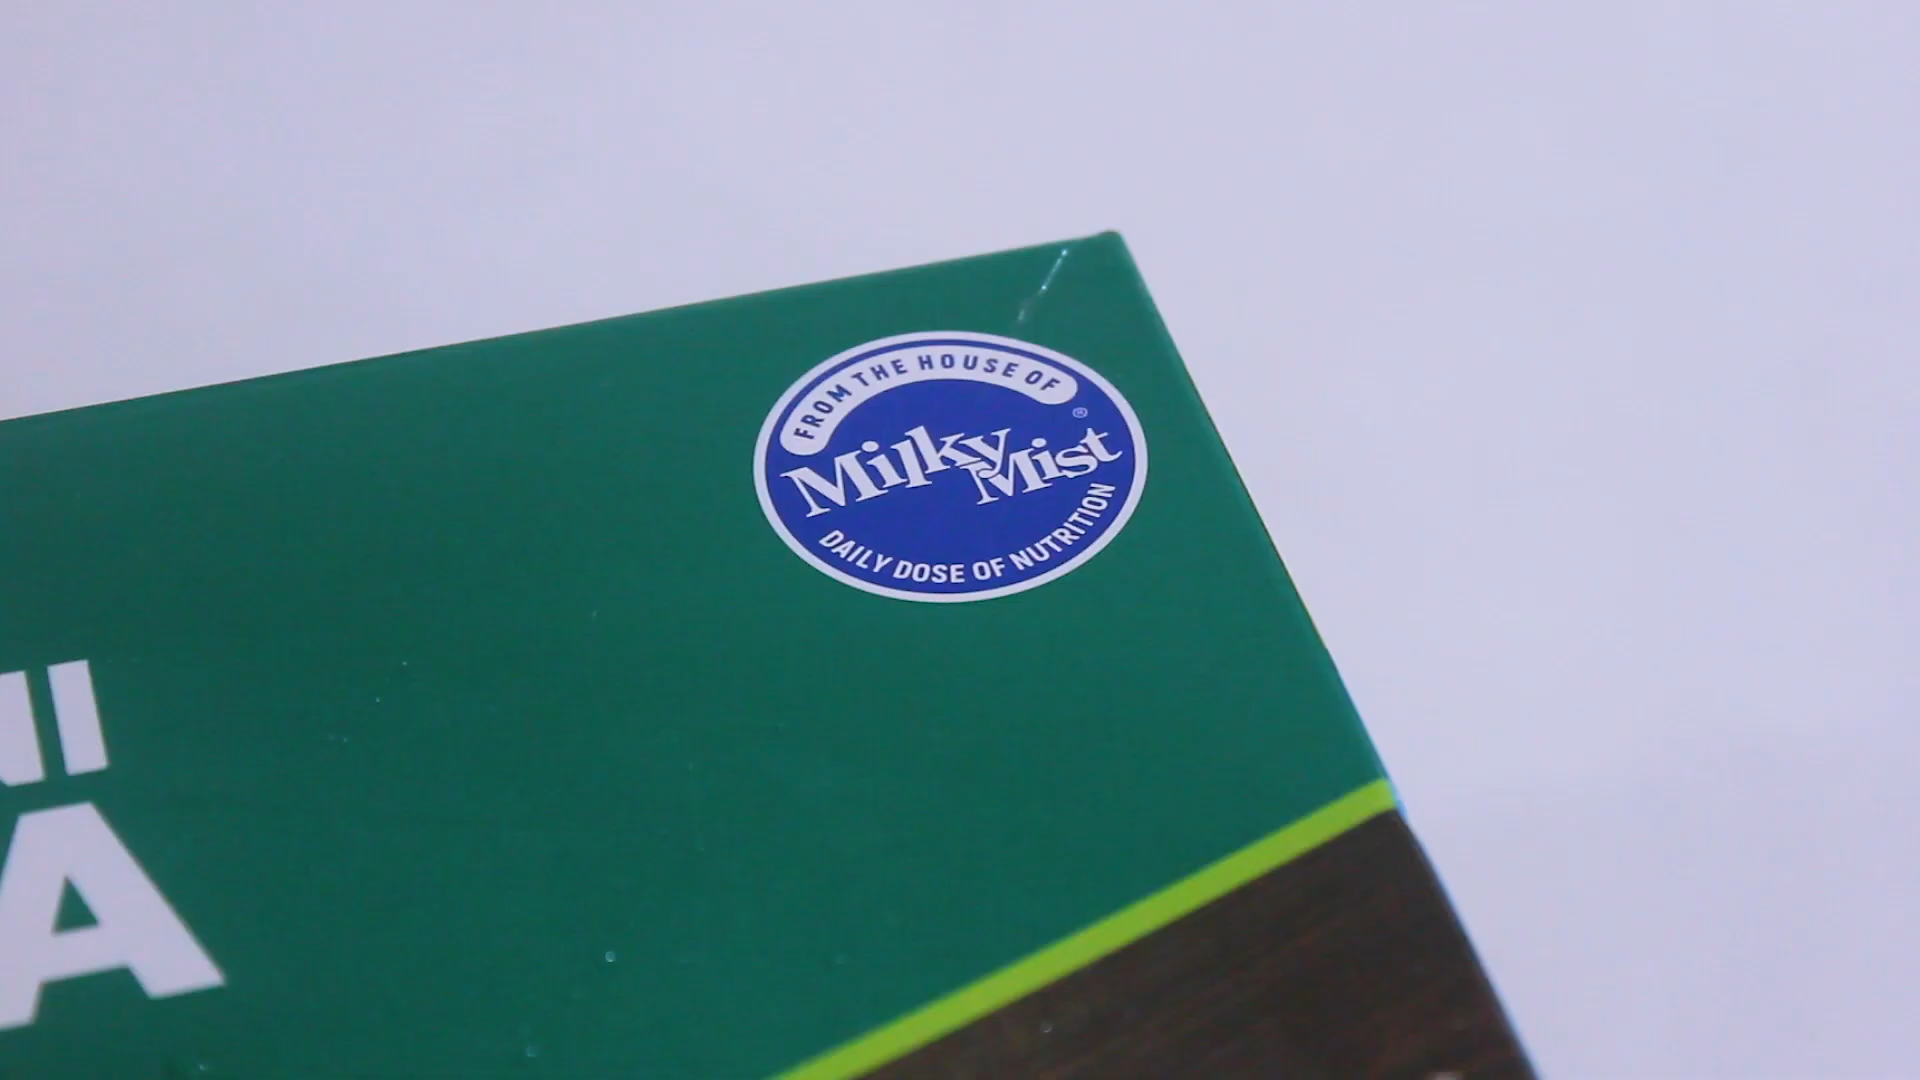 FROM THE HOUSE OF
Milky Mist ®
DAILY DOSE OF NUTRITION